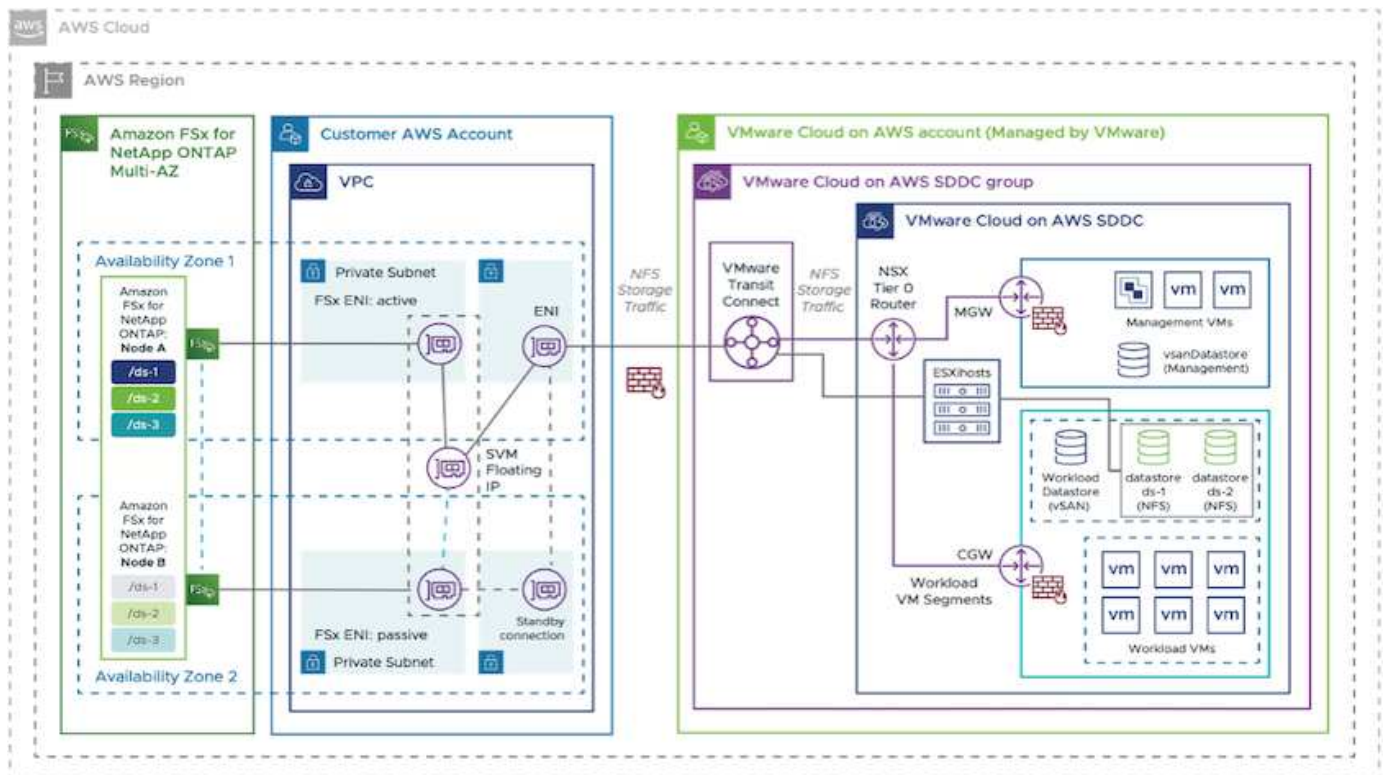 aws
AWS Cloud
AWS Region
FSx
Amazon FSx for
NetApp ONTAP
Multi-AZ
Customer AWS Account
VPC
VMware Cloud on AWS account (Managed by VMware)
VMware Cloud on AWS SDDC group
VMware Cloud on AWS SDDC
Availability Zone 1
Amazon
FSx for
NetApp
ONTAP:
Node A
/ds-1
/ds-2
/ds-3
FSx
Private Subnet
FSx ENI: active
ENI
SVM
Floating
IP
NFS
Storage
Traffic
VMware
Transit
Connect
NFS
Storage
Traffic
NSX
Tier 0
Router
MGW
vm
vm
Management VMs
vsanDatastore
(Management)
ESXihosts
Workload
Datastore
(vSAN)
datastore
ds-1
(NFS)
datastore
ds-2
(NFS)
Amazon
FSx for
NetApp
ONTAP:
Node B
/ds-1
/ds-2
/ds-3
FSx
Availability Zone 2
FSx ENI: passive
Private Subnet
Standby
connection
CGW
Workload
VM Segments
vm
vm
vm
vm
vm
vm
Workload VMs